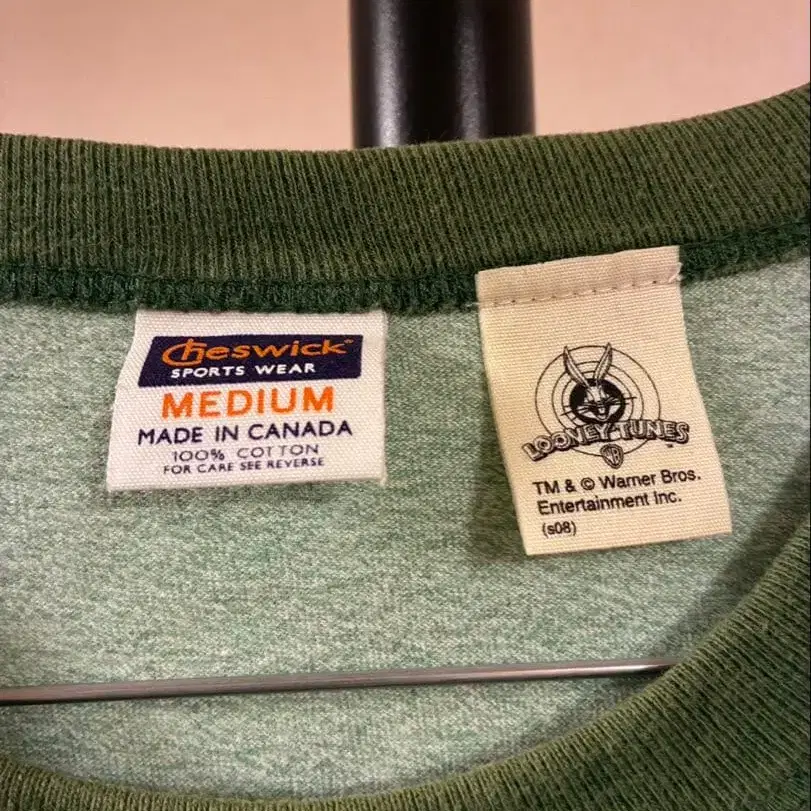 Cheswick®
SPORTS WEAR
MEDIUM
MADE IN CANADA
100% COTTON
FOR CARE SEE REVERSE
LOONEY TUNES
WB
TM & © Warner Bros.
Entertainment Inc.
(s08)